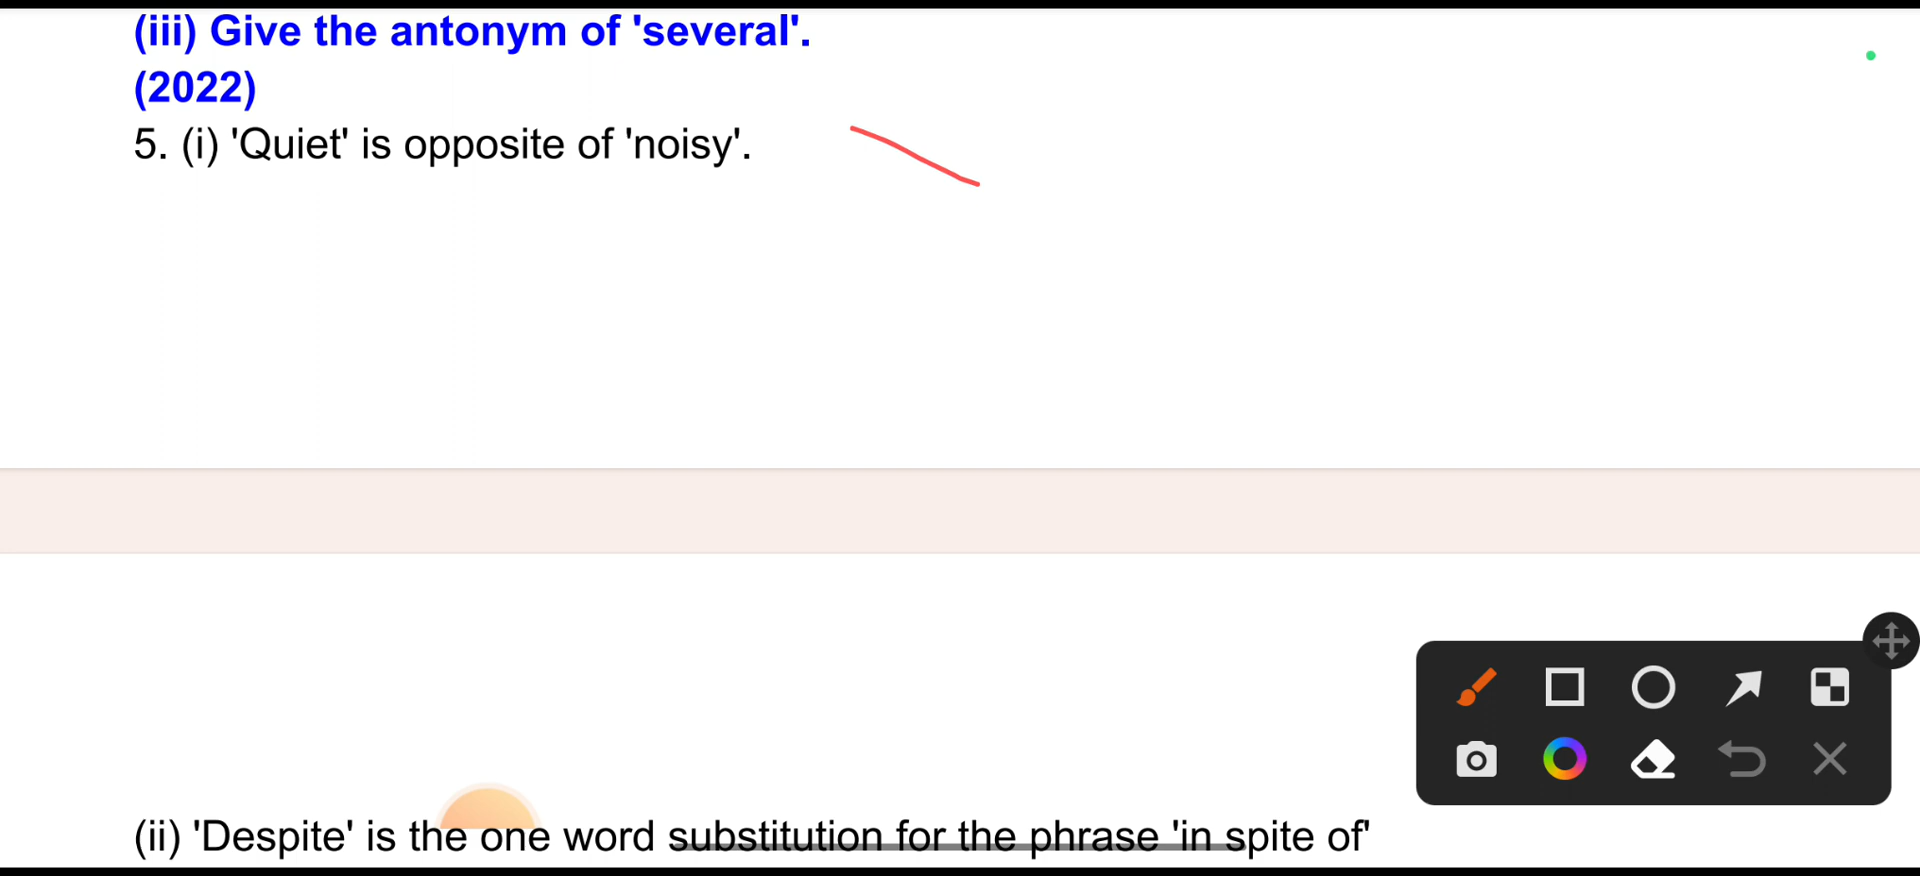 (iii) Give the antonym of 'several'.
(2022)
5. (i) 'Quiet' is opposite of 'noisy'.
(ii) 'Despite' is the one word substitution for the phrase 'in spite of'